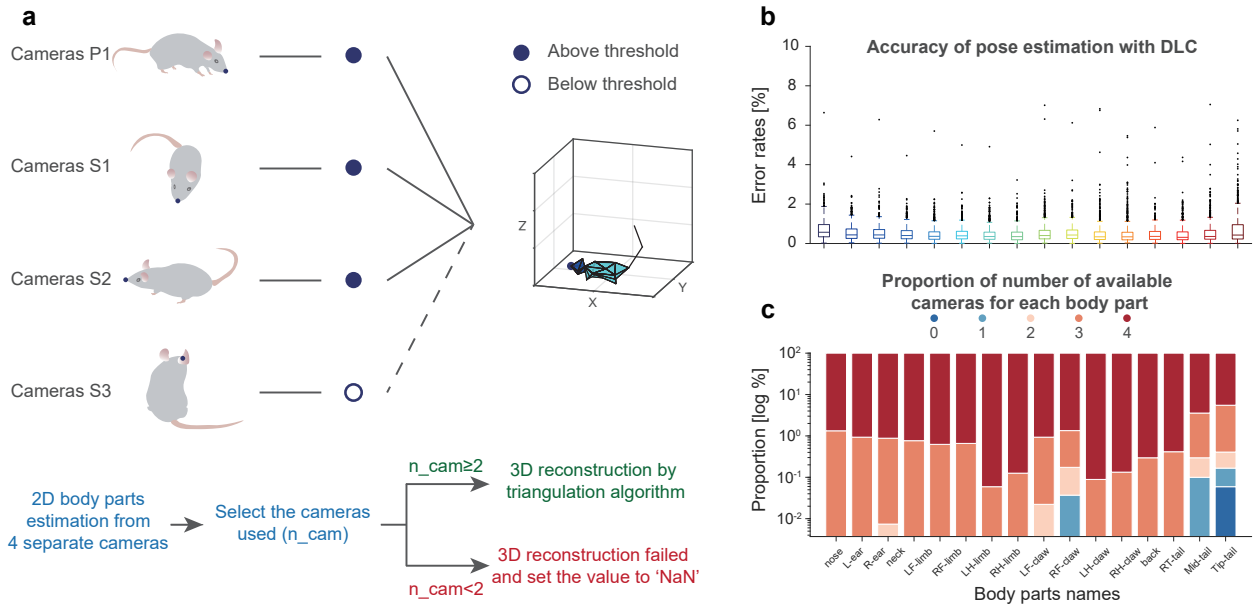 a
Cameras P1
Cameras S1
Cameras S2
Cameras S3
Above threshold
Below threshold
Z
X
Y
2D body parts
estimation from
4 separate cameras
Select the cameras
used (n_cam)
n_cam≥2
3D reconstruction by
triangulation algorithm
n_cam<2
3D reconstruction failed
and set the value to ‘NaN’
b
Accuracy of pose estimation with DLC
Error rates [%]
10
8
6
4
2
0
c
Proportion of number of available
cameras for each body part
0 1 2 3 4
Proportion [log %]
10²
10⁰
10⁻¹
10⁻²
nose
L-ear
R-ear
neck
LF-limb
RF-limb
LH-limb
RH-limb
LF-claw
RF-claw
LH-claw
RH-claw
back
RT-tail
Mid-tail
Tip-tail
Body parts names